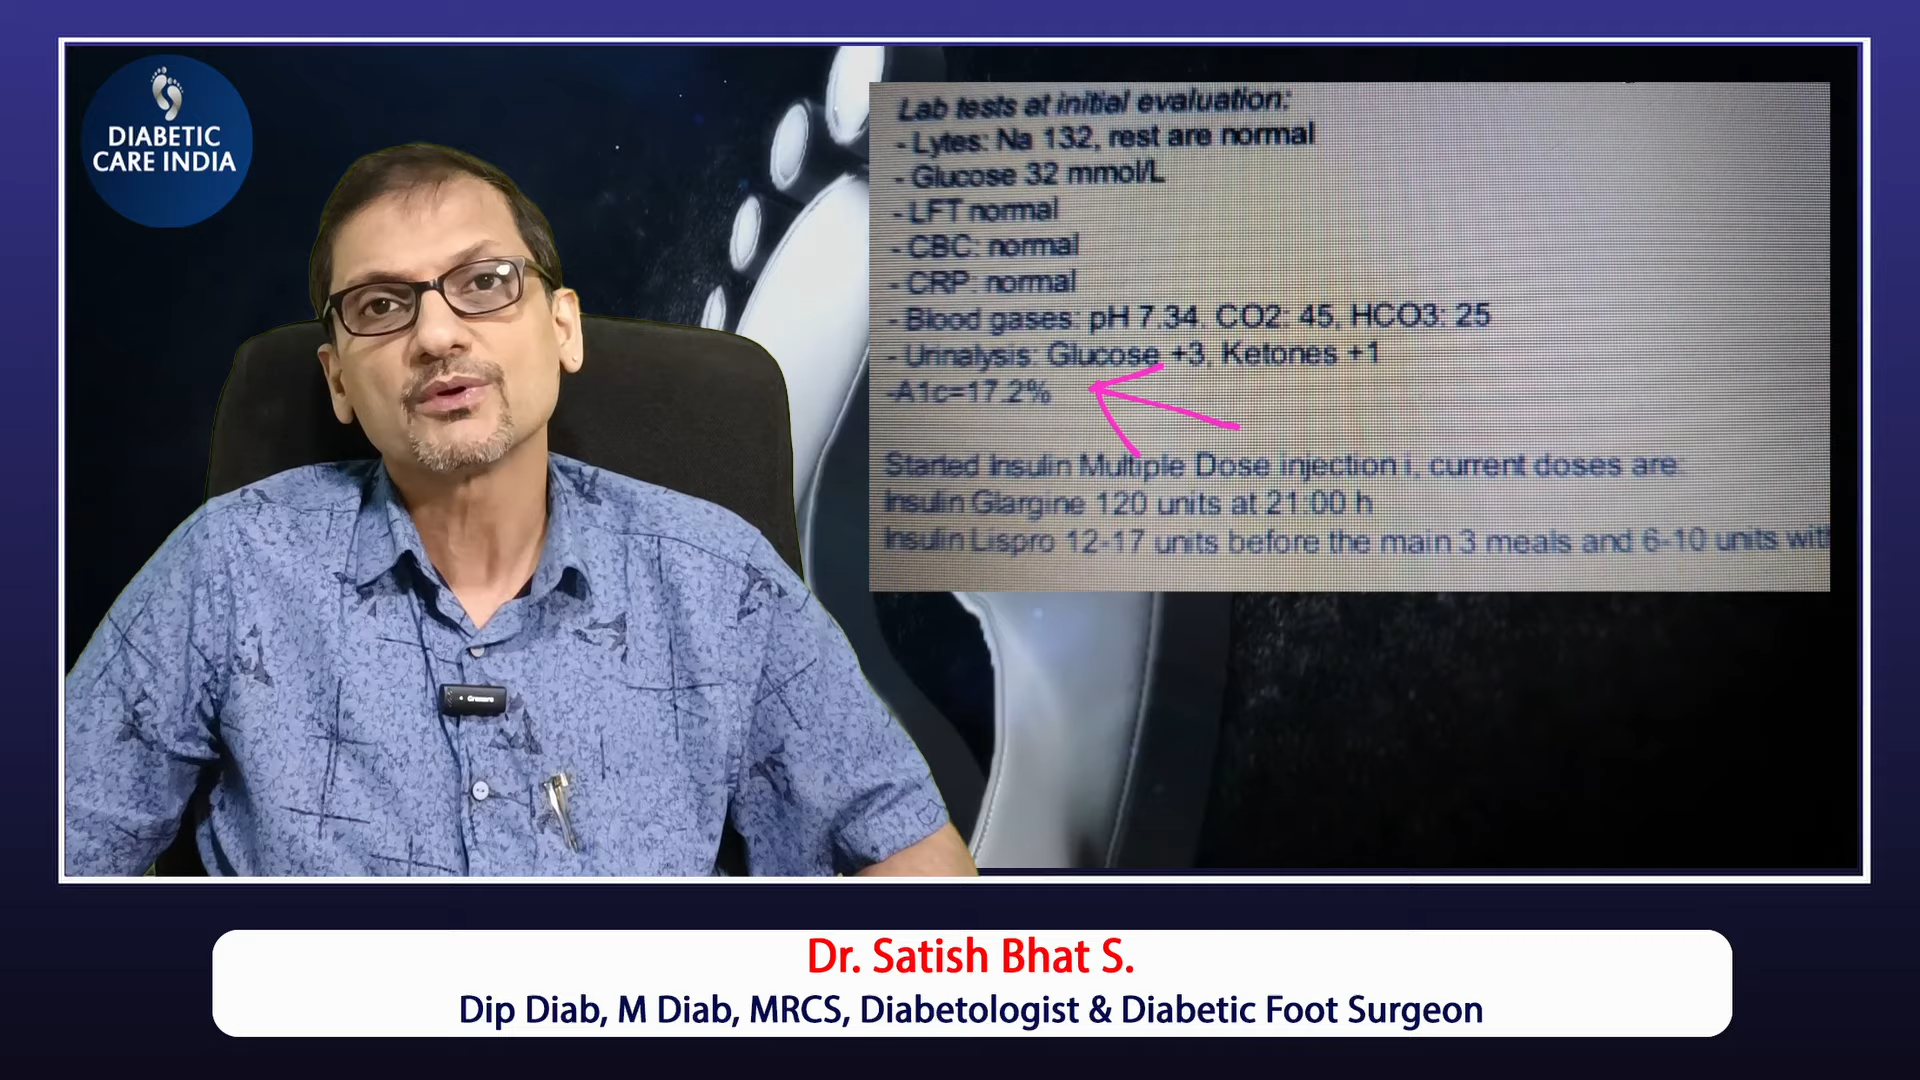 DIABETIC
CARE INDIA
Lab tests at initial evaluation:
- Lytes: Na 132, rest are normal
- Glucose 32 mmol/L
- LFT normal
- CBC: normal
- CRP: normal
- Blood gases: pH 7.34. CO2: 45, HCO3: 25
- Urinalysis: Glucose +3, Ketones +1
-A1c=17.2%
Started Insulin Multiple Dose injection i, current doses are:
Insulin Glargine 120 units at 21:00 h
Insulin Lispro 12-17 units before the main 3 meals and 6-10 units
Dr. Satish Bhat S.
Dip Diab, M Diab, MRCS, Diabetologist & Diabetic Foot Surgeon